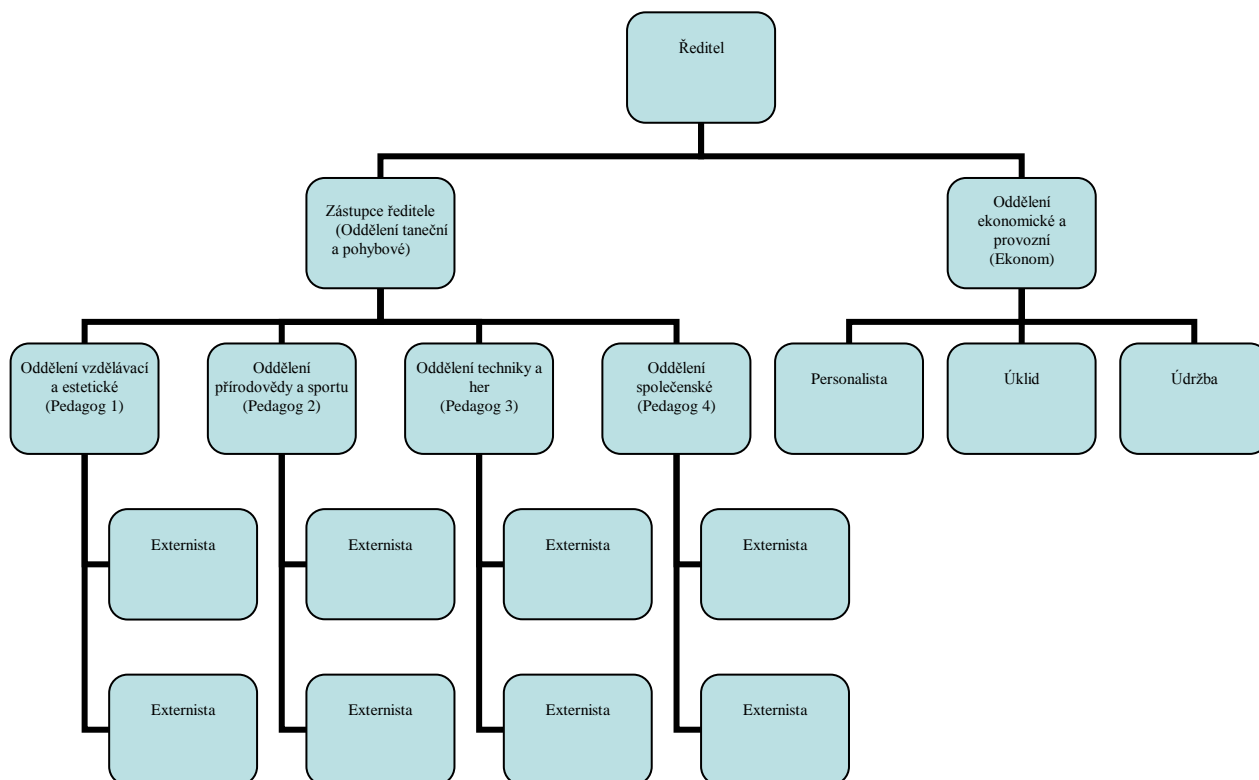 Ředitel
Zástupce ředitele
(Oddělení taneční
a pohybové)
Oddělení
ekonomické a
provozní
(Ekonom)
Oddělení vzdělávací
a estetické
(Pedagog 1)
Oddělení
přírodovědy a sportu
(Pedagog 2)
Oddělení techniky a
her
(Pedagog 3)
Oddělení
společenské
(Pedagog 4)
Personalista
Úklid
Údržba
Externista
Externista
Externista
Externista
Externista
Externista
Externista
Externista